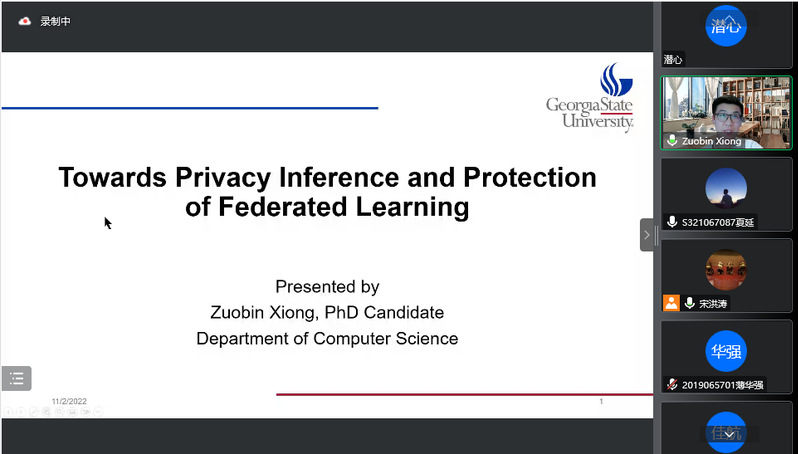 录制中
GeorgiaState
University
Towards Privacy Inference and Protection
of Federated Learning
Presented by
Zuobin Xiong, PhD Candidate
Department of Computer Science
11/2/2022
1
潜心
潜心
Zuobin Xiong
S321067087夏延
宋洪涛
华强
2019065701薄华强
佳航